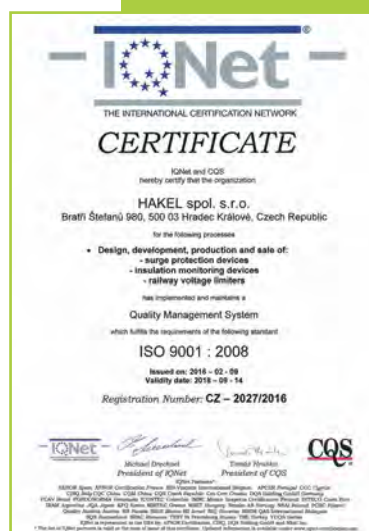 IQNet
®
THE INTERNATIONAL CERTIFICATION NETWORK
CERTIFICATE
IQNet and CQS
hereby certify that the organization
HAKEL spol. s.r.o.
Bratří Štefanů 980, 500 03 Hradec Králové, Czech Republic
for the following processes
• Design, development, production and sale of:
- surge protection devices
- insulation monitoring devices
- railway voltage limiters
has implemented and maintains a
Quality Management System
which fulfills the requirements of the following standard
ISO 9001 : 2008
Issued on: 2016 – 02 - 09
Validity date: 2018 – 09 - 14
Registration Number: CZ – 2027/2016
IQNet
CQS
Michael Drechsel
President of IQNet
President of CQS
IQNet Partners*: